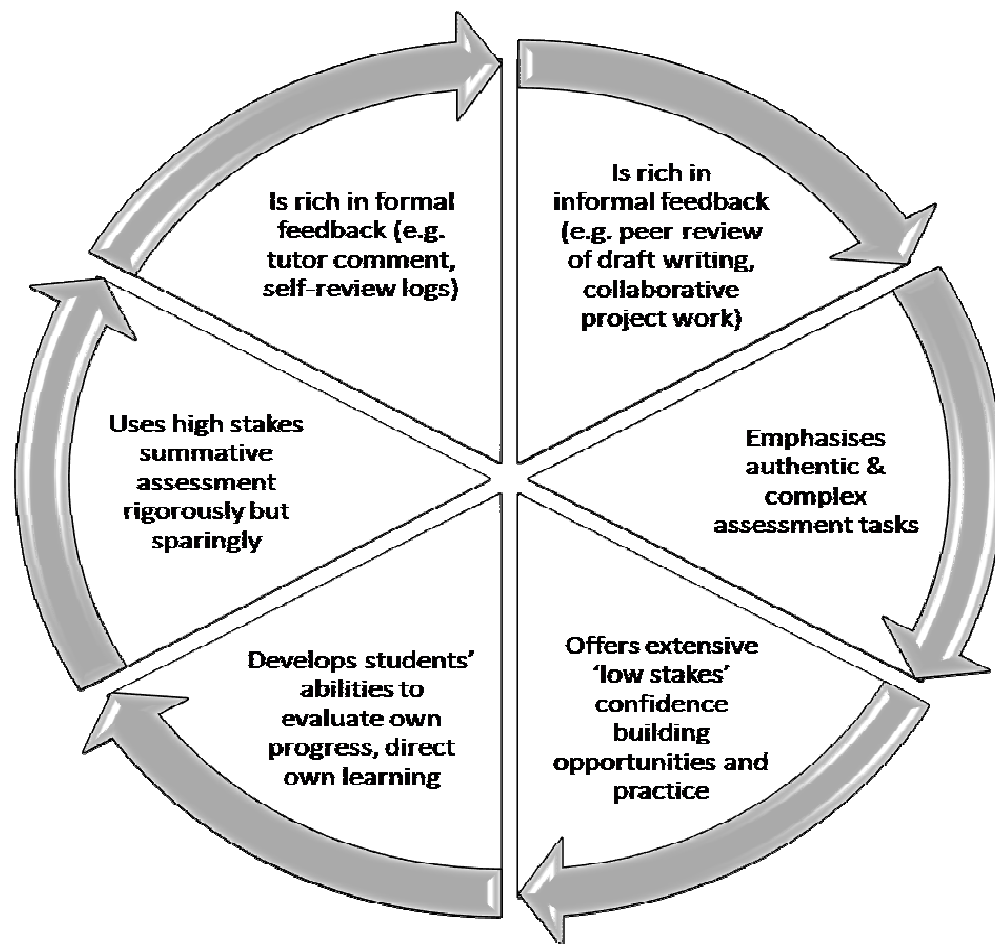 Is rich in formal
feedback (e.g.
tutor comment,
self-review logs)
Is rich in
informal feedback
(e.g. peer review
of draft writing,
collaborative
project work)
Emphasises
authentic &
complex
assessment tasks
Offers extensive
‘low stakes’
confidence
building
opportunities and
practice
Develops students’
abilities to
evaluate own
progress, direct
own learning
Uses high stakes
summative
assessment
rigorously but
sparingly